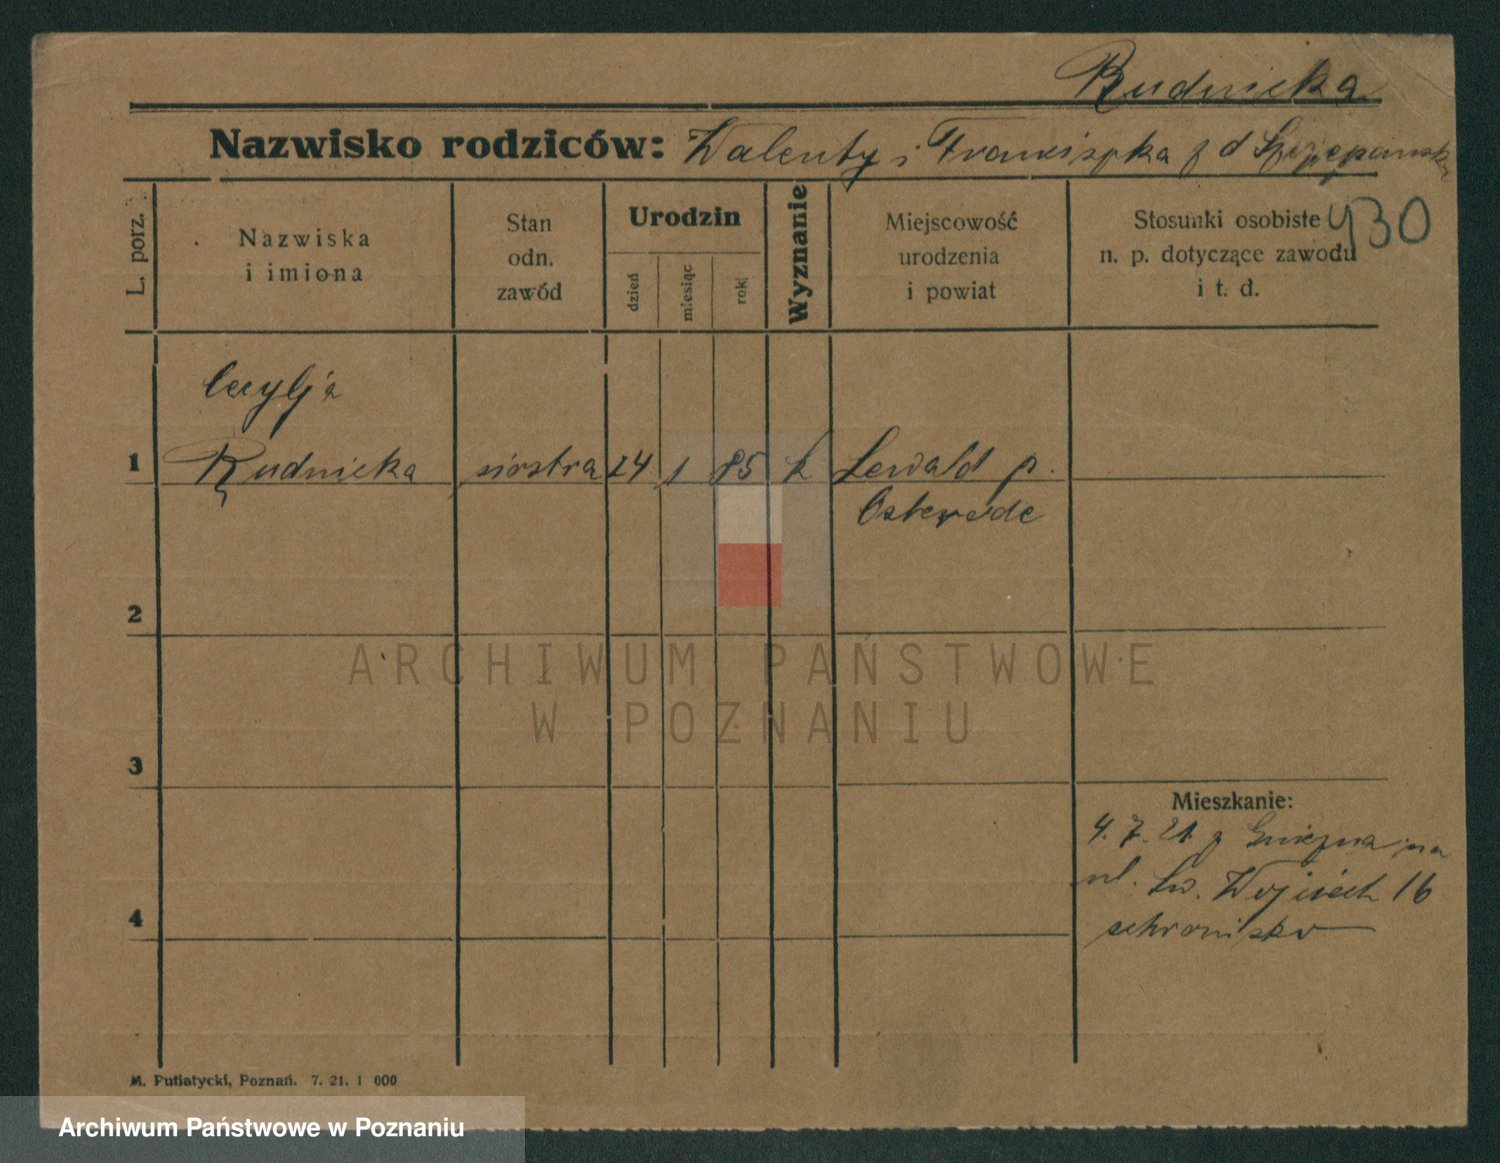 Rudnicka
Nazwisko rodziców: Walenty i Franciszka z d Szczepańska
430
L. porz.
Nazwiska
i imiona
Stan
odn.
zawód
Urodzin
dzień
miesiąc
rok
Wyznanie
Miejscowość
urodzenia
i powiat
Stosunki osobiste
n. p. dotyczące zawodu
i t. d.
Cecylja
1 Rudnicka siostra 24 1 85 k Lewald p.
Osterode
2
ARCHIWUM PAŃSTWOWE
W POZNANIU
3
Mieszkanie:
4. 7. 21. z Gniezna na
ul. Św. Wojciech 16
schronisko
4
M. Putiatycki, Poznań. 7. 21. 1 000
Archiwum Państwowe w Poznaniu